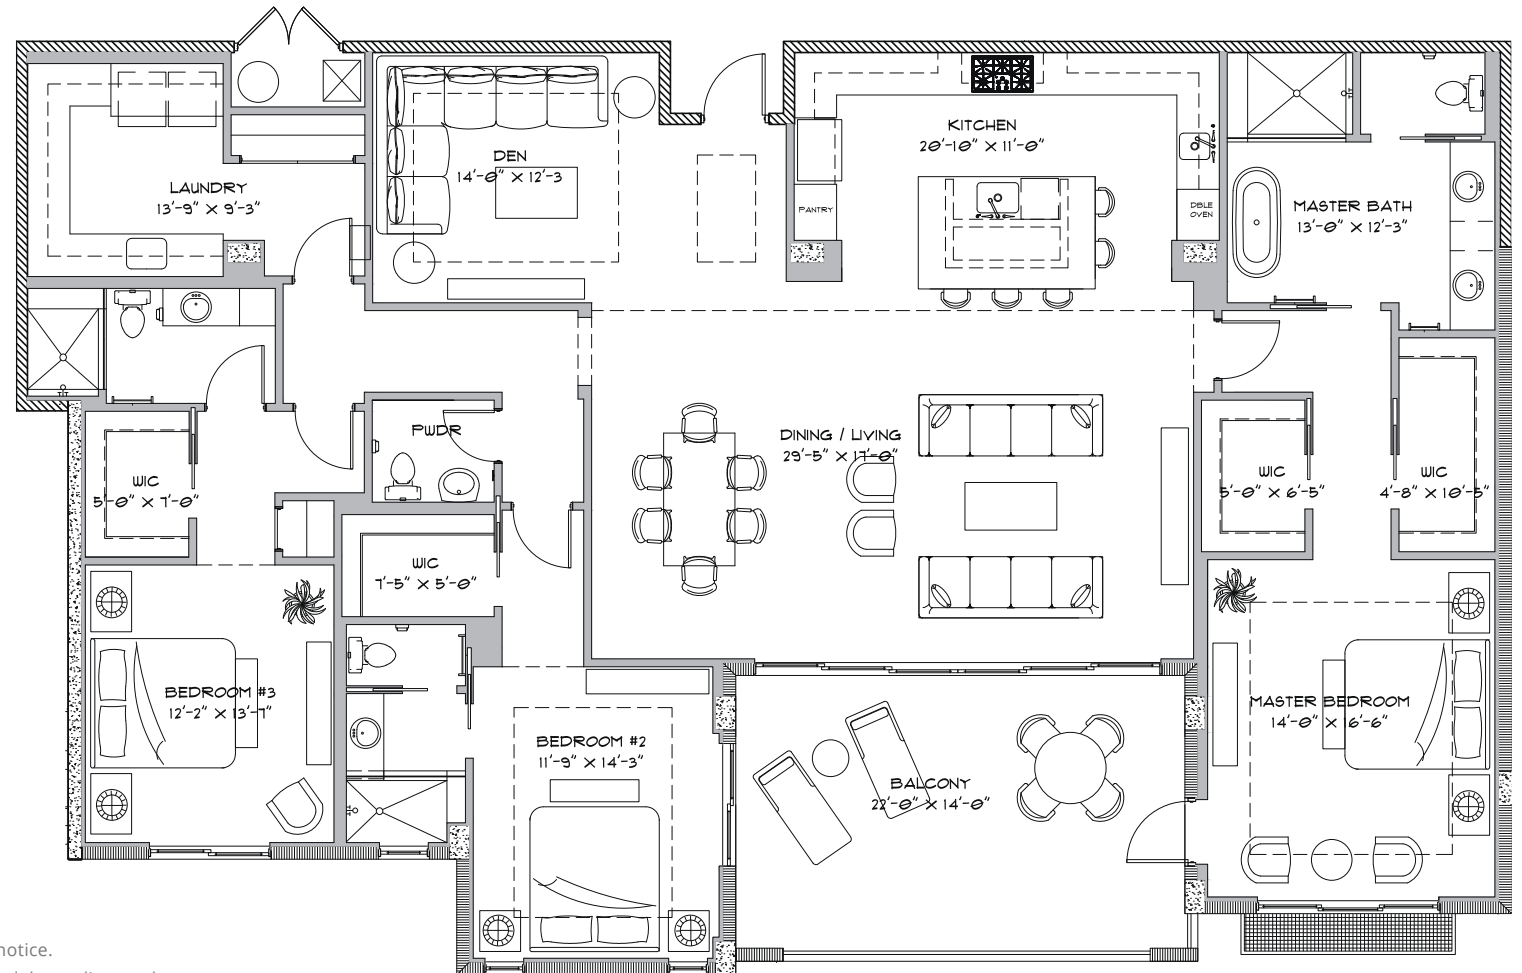 DEN
14'-0" X 12'-3
KITCHEN
20'-10" X 11'-0"
LAUNDRY
13'-9" X 9'-3"
PANTRY
DBLE
OVEN
MASTER BATH
13'-0" X 12'-3"
PWDR
DINING / LIVING
29'-5" X 17'-0"
WIC
5'-0" X 7'-0"
WIC
5'-0" X 6'-5"
WIC
4'-8" X 10'-5"
WIC
7'-5" X 5'-0"
BEDROOM #3
12'-2" X 13'-7"
BEDROOM #2
11'-9" X 14'-3"
MASTER BEDROOM
14'-0" X 16'-6"
BALCONY
22'-0" X 14'-0"
notice.